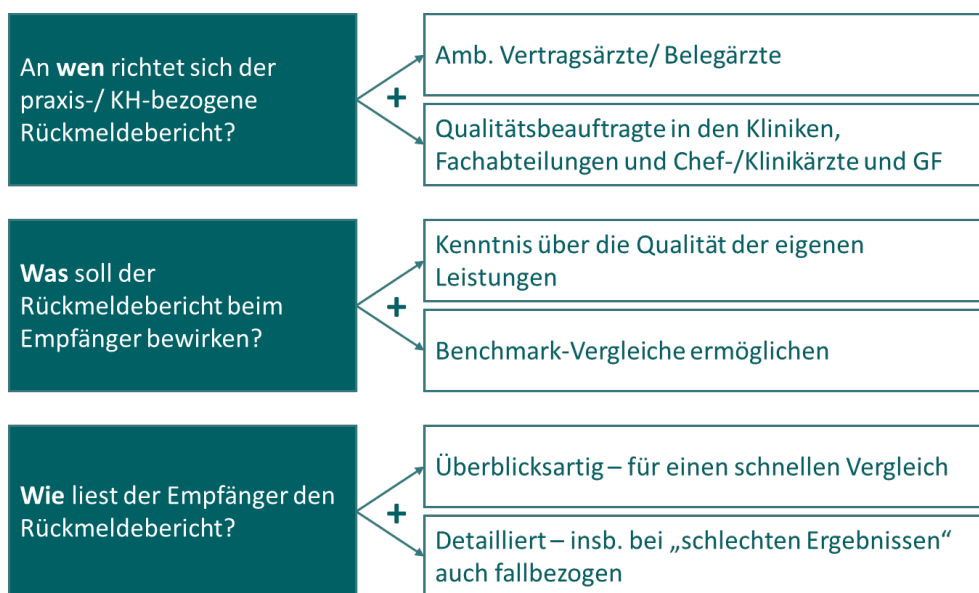 An wen richtet sich der
praxis-/ KH-bezogene
Rückmeldebericht?
+
Amb. Vertragsärzte/ Belegärzte
Qualitätsbeauftragte in den Kliniken,
Fachabteilungen und Chef-/Klinikärzte und GF
Was soll der
Rückmeldebericht beim
Empfänger bewirken?
+
Kenntnis über die Qualität der eigenen
Leistungen
Benchmark-Vergleiche ermöglichen
Wie liest der Empfänger den
Rückmeldebericht?
+
Überblicksartig – für einen schnellen Vergleich
Detailliert – insb. bei „schlechten Ergebnissen“
auch fallbezogen